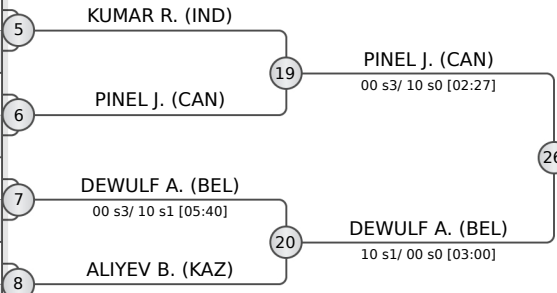 KUMAR R. (IND)
5
19
PINEL J. (CAN)
00 s3/ 10 s0 [02:27]
PINEL J. (CAN)
6
26
DEWULF A. (BEL)
7
00 s3/ 10 s1 [05:40]
DEWULF A. (BEL)
20
10 s1/ 00 s0 [03:00]
ALIYEV B. (KAZ)
8